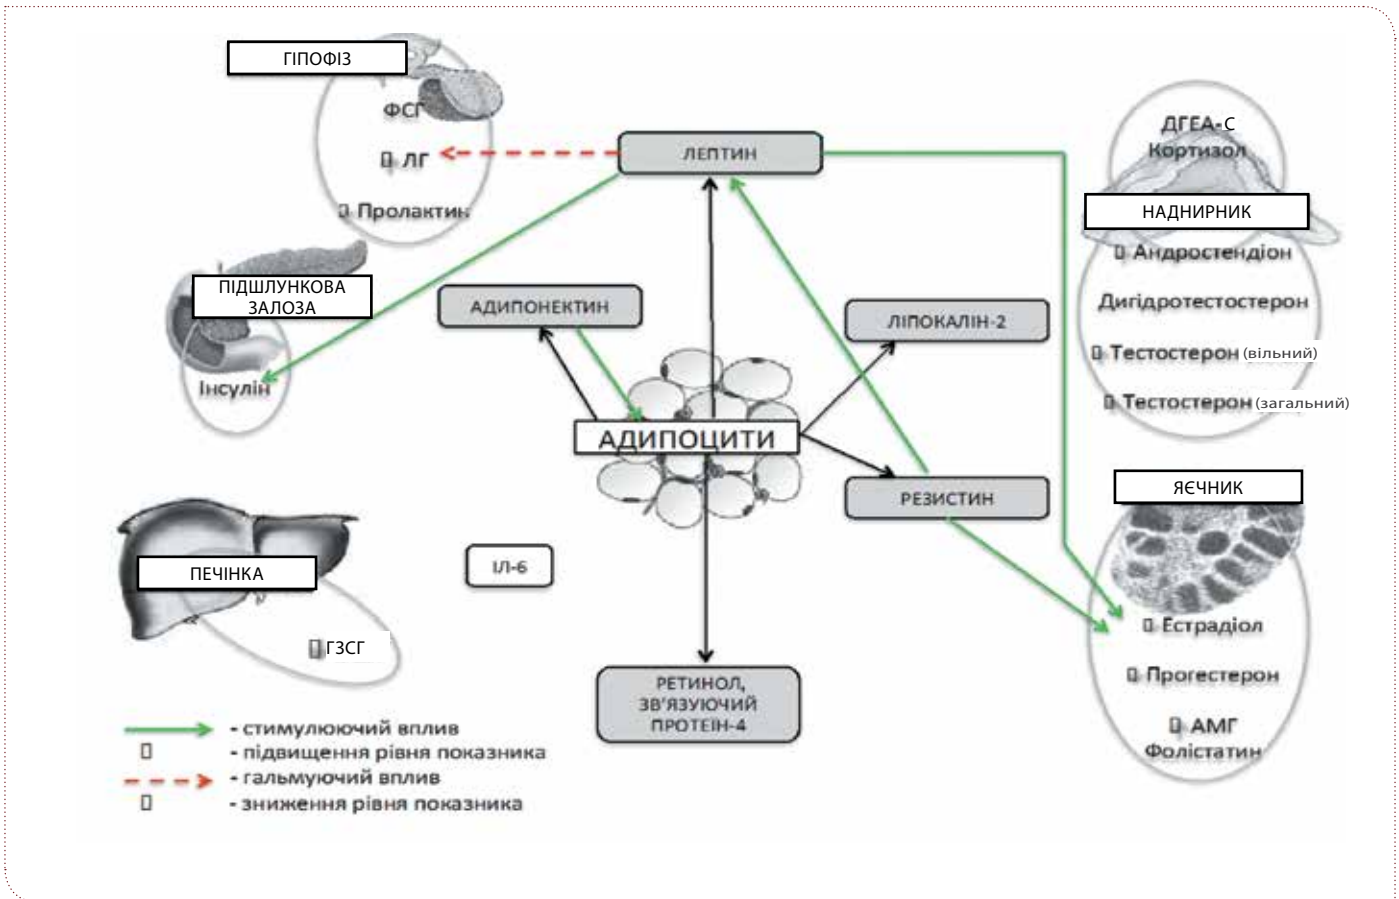 ГІПОФІЗ
ФСГ
▯ ЛГ
▯ Пролактин
ПІДШЛУНКОВА
ЗАЛОЗА
Інсулін
ПЕЧІНКА
▯ГЗСГ
ЛЕПТИН
АДИПОНЕКТИН
ЛІПОКАЛІН-2
АДИПОЦИТИ
РЕЗИСТИН
ІЛ-6
РЕТИНОЛ,
ЗВ'ЯЗУЮЧИЙ
ПРОТЕІН-4
ДГЕА-С
Кортизол
НАДНИРНИК
▯ Андростендіон
Дигідротестостерон
▯ Тестостерон (вільний)
▯ Тестостерон (загальний)
ЯЄЧНИК
▯ Естрадіол
▯ Прогестерон
▯ АМГ
Фолістатин
- стимулюючий вплив
▯ - підвищення рівня показника
- гальмуючий вплив
▯ - зниження рівня показника